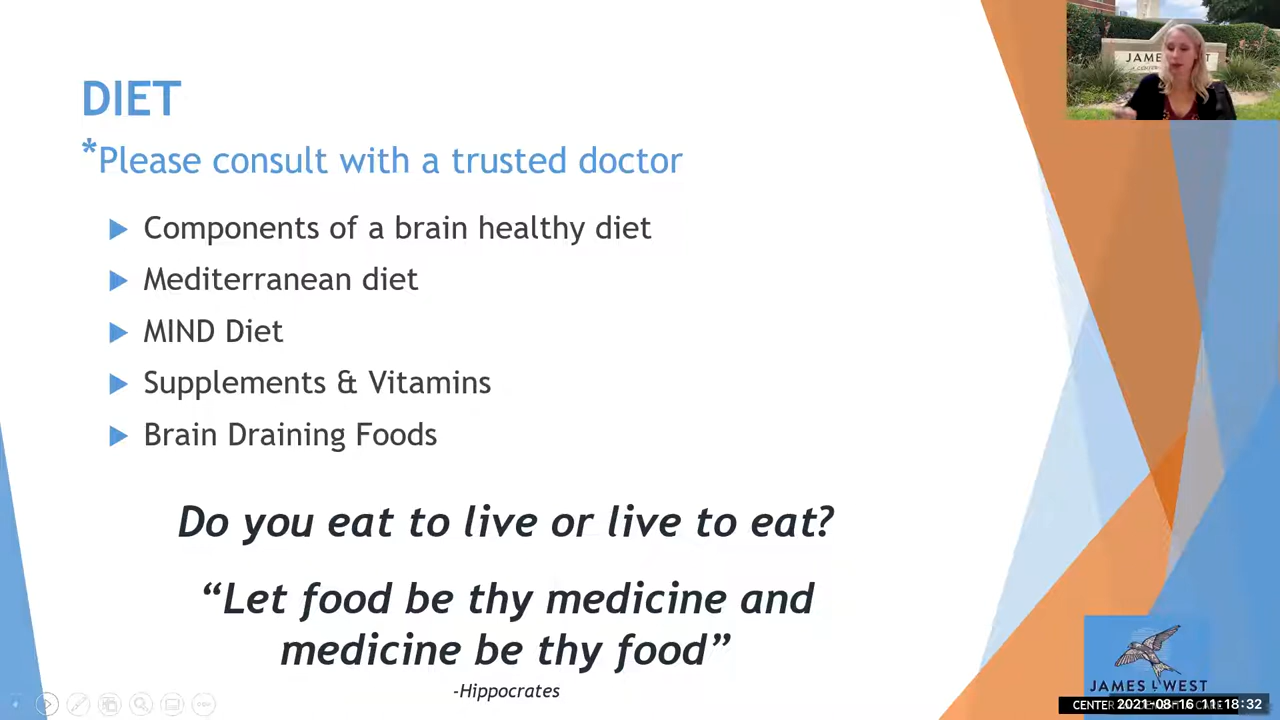 DIET
*Please consult with a trusted doctor
Components of a brain healthy diet
Mediterranean diet
MIND Diet
Supplements & Vitamins
Brain Draining Foods
Do you eat to live or live to eat?
“Let food be thy medicine and
medicine be thy food”
-Hippocrates
JAMES
JAMES L WEST
CENTER
2021-08-16 11:18:32